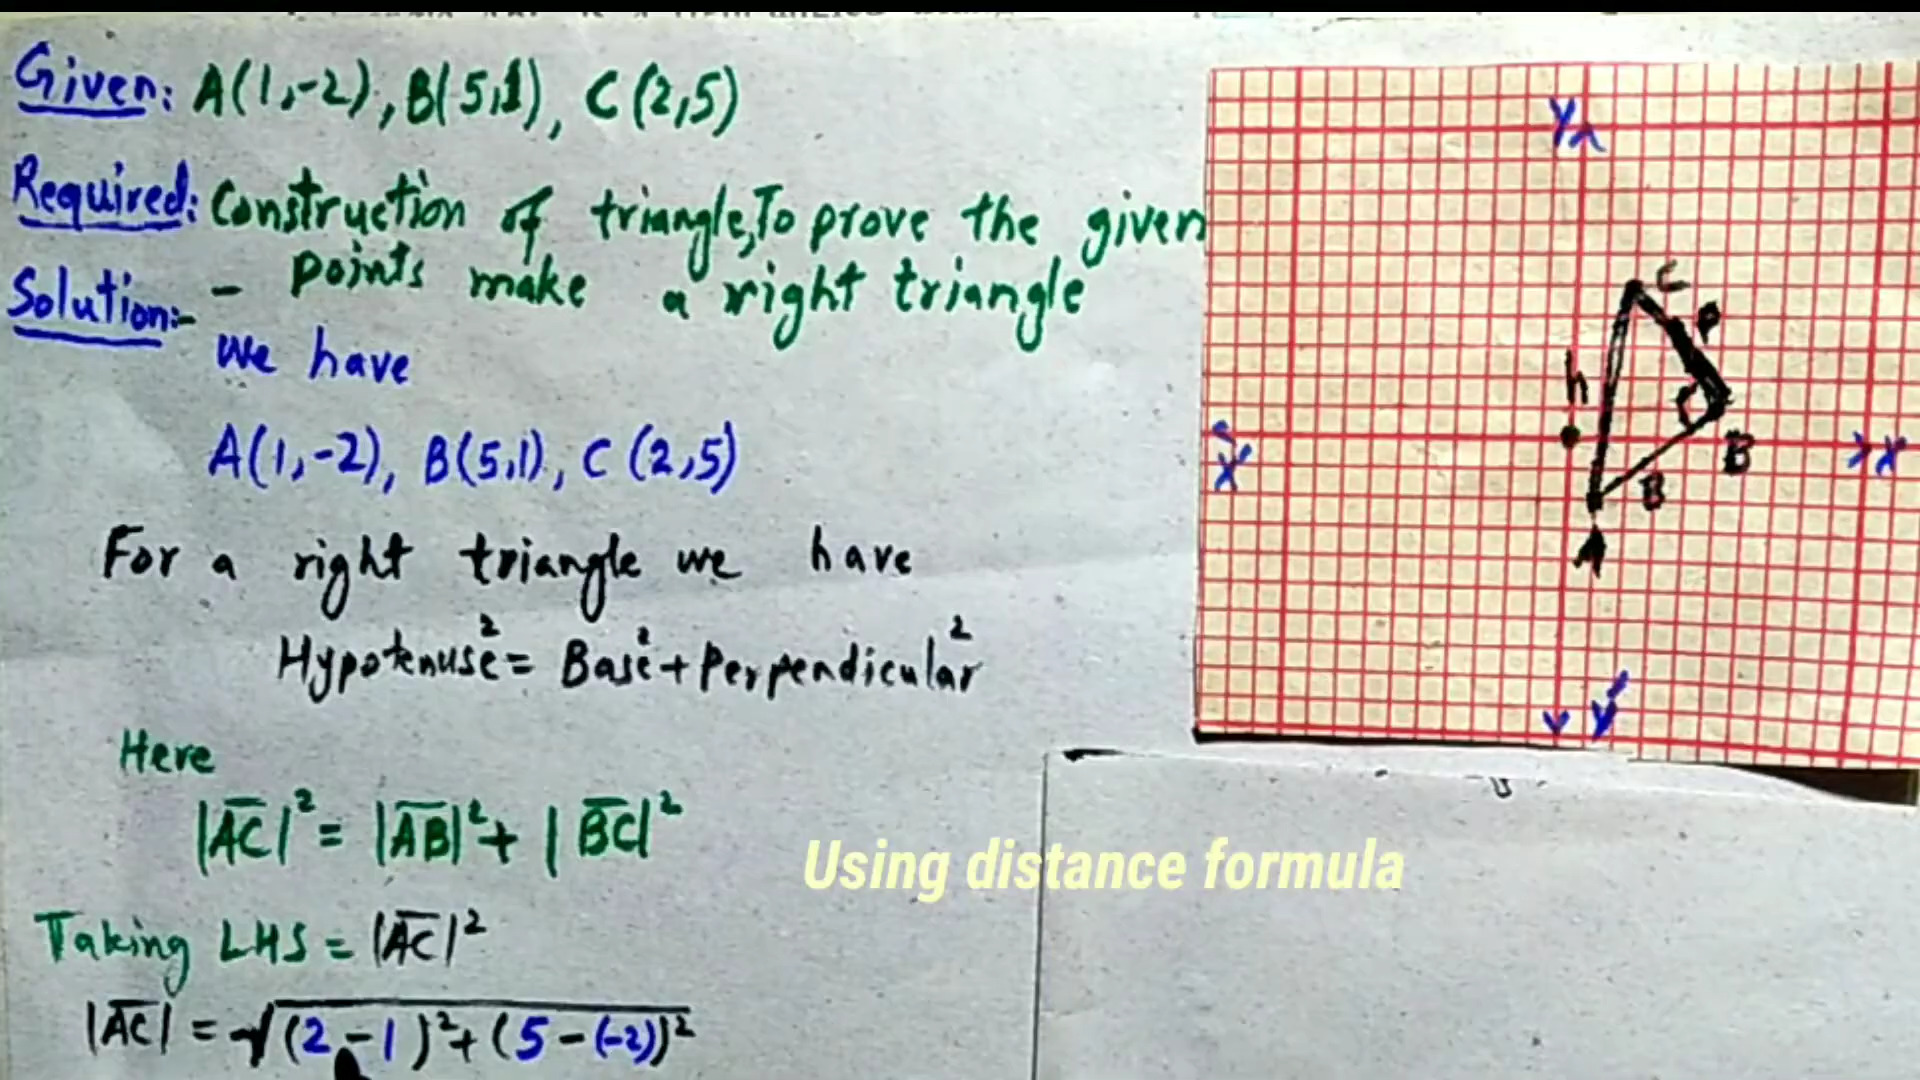 Given: A(1,-2), B(5,1), C(2,5)
Required: Construction of triangle, To prove the given
- points make a right triangle
Solution:-
we have
A(1,-2), B(5,1), C(2,5)
For a right triangle we have
Hypotenuse² = Base² + Perpendicular²
Here
|AC|² = |AB|² + |BC|²
Taking LHS = |AC|²
|AC| = √(2-1)² + (5-(-2))²
Using distance formula
Y
C
P
h
B
X'
X
B
A
Y'